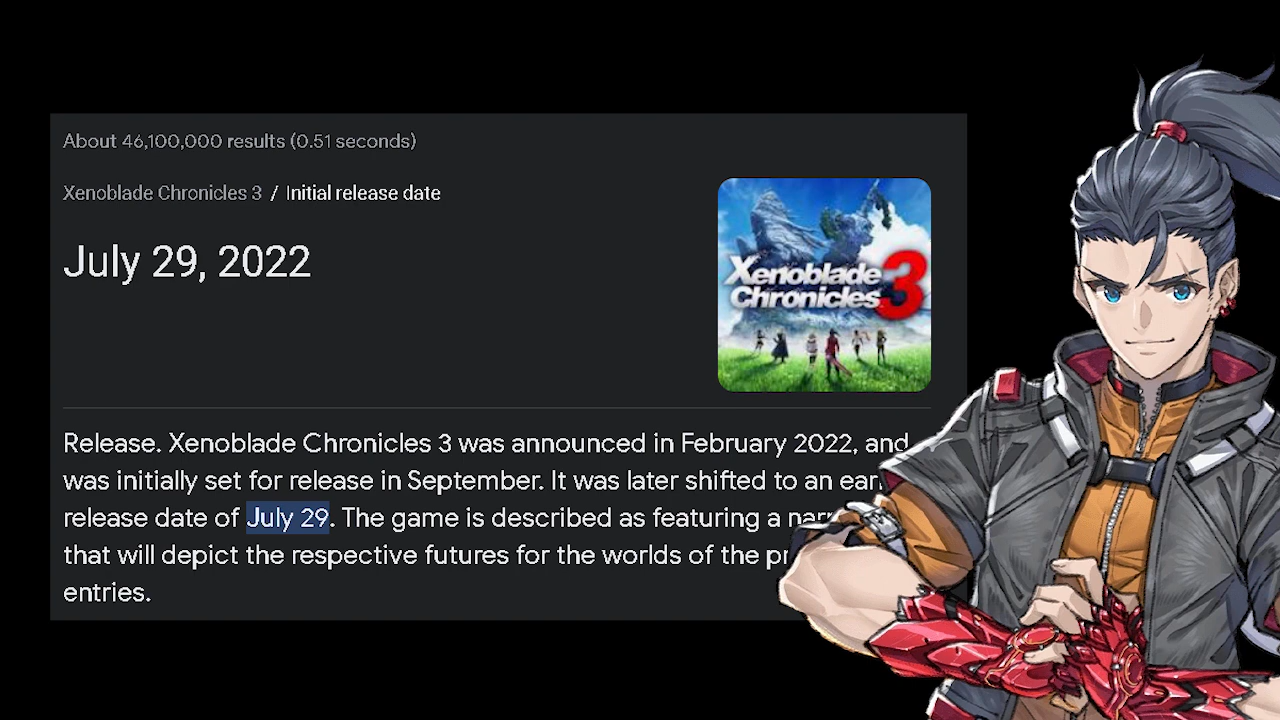 About 46,100,000 results (0.51 seconds)
Xenoblade Chronicles 3 / Initial release date
July 29, 2022
Xenoblade
Chronicles 3
Release. Xenoblade Chronicles 3 was announced in February 2022, and
was initially set for release in September. It was later shifted to an
release date of July 29. The game is described as featuring a
that will depict the respective futures for the worlds of the
entries.